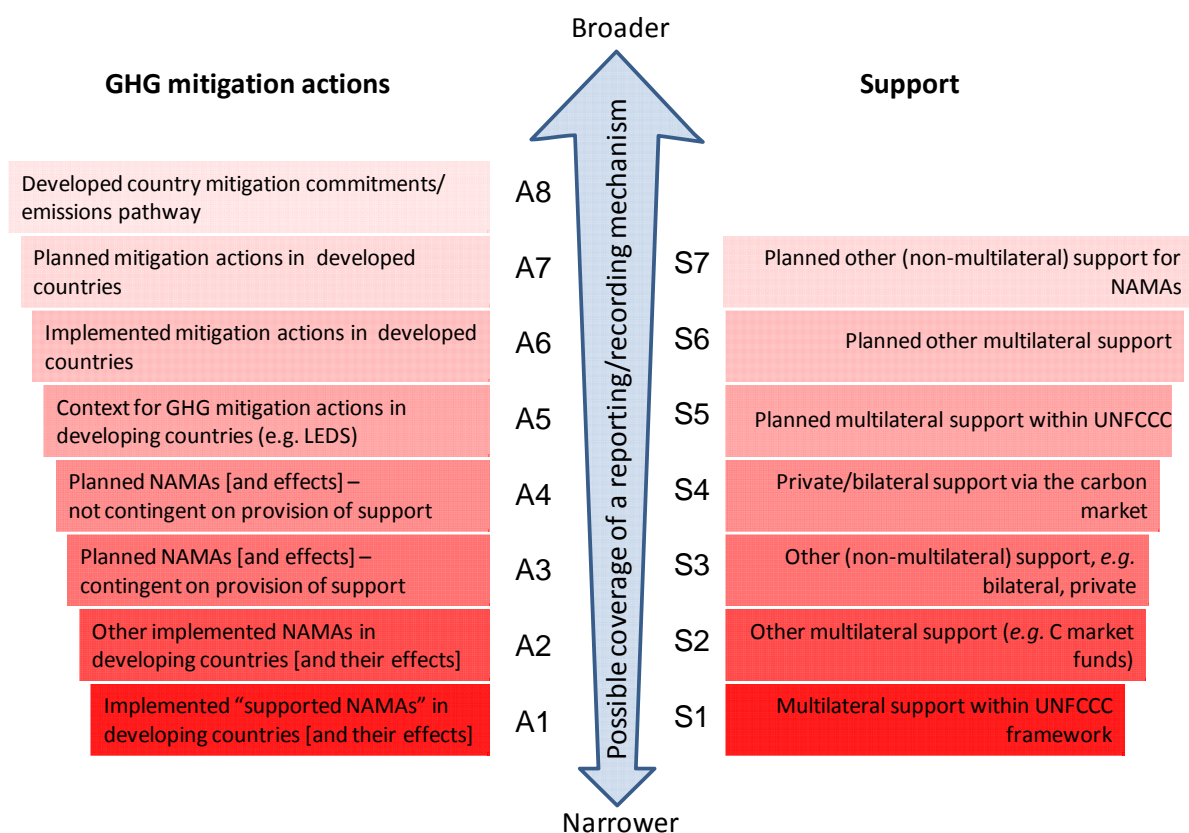 Broader
GHG mitigation actions
Support
Developed country mitigation commitments/
emissions pathway
A8
Planned mitigation actions in developed
countries
A7
Implemented mitigation actions in developed
countries
A6
Context for GHG mitigation actions in
developing countries (e.g. LEDS)
A5
Planned NAMAs [and effects] –
not contingent on provision of support
A4
Planned NAMAs [and effects] –
contingent on provision of support
A3
Other implemented NAMAs in
developing countries [and their effects]
A2
Implemented “supported NAMAs” in
developing countries [and their effects]
A1
Possible coverage of a reporting/recording mechanism
S7
Planned other (non-multilateral) support for
NAMAs
S6
Planned other multilateral support
S5
Planned multilateral support within UNFCCC
S4
Private/bilateral support via the carbon
market
S3
Other (non-multilateral) support, e.g.
bilateral, private
S2
Other multilateral support (e.g. C market
funds)
S1
Multilateral support within UNFCCC
framework
Narrower